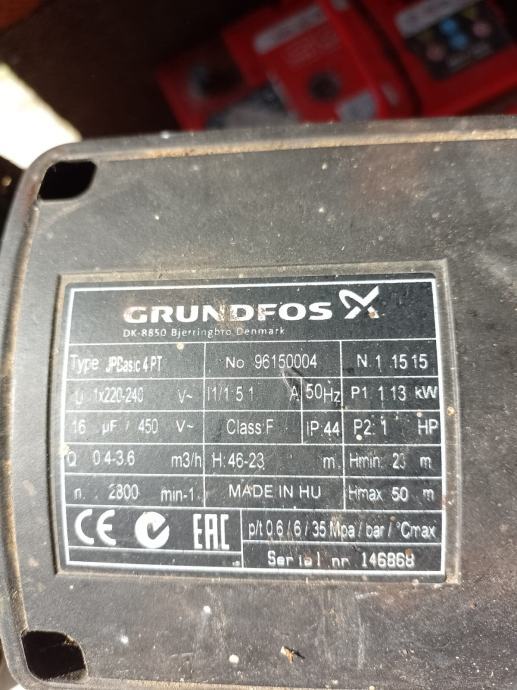 GRUNDFOS
DK-8850 Bjerringbro Denmark
Type JPBasic 4 PT No 96150004 N. 1 15 15
U 1x220-240 V~ I1/1 5.1 A 50Hz P1 1.13 kW
16 µF / 450 V~ Class F IP 44 P2: 1 HP
Q 0.4-3.6 m3/h H: 46-23 m Hmin: 23 m
n. 2800 min-1 MADE IN HU Hmax 50 m
CE EAC p/t 0.6 / 6 / 35 Mpa / bar / °Cmax
Serial nr 146868